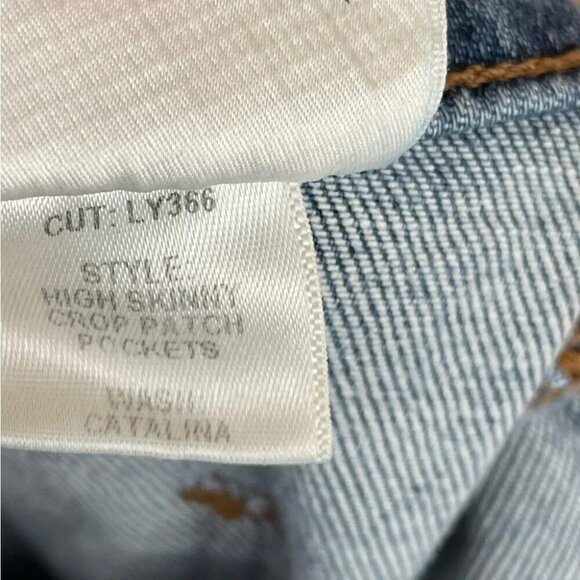 CUT: LY366
STYLE:
HIGH SKINNY
CROP PATCH
POCKETS
WASH:
CATALINA